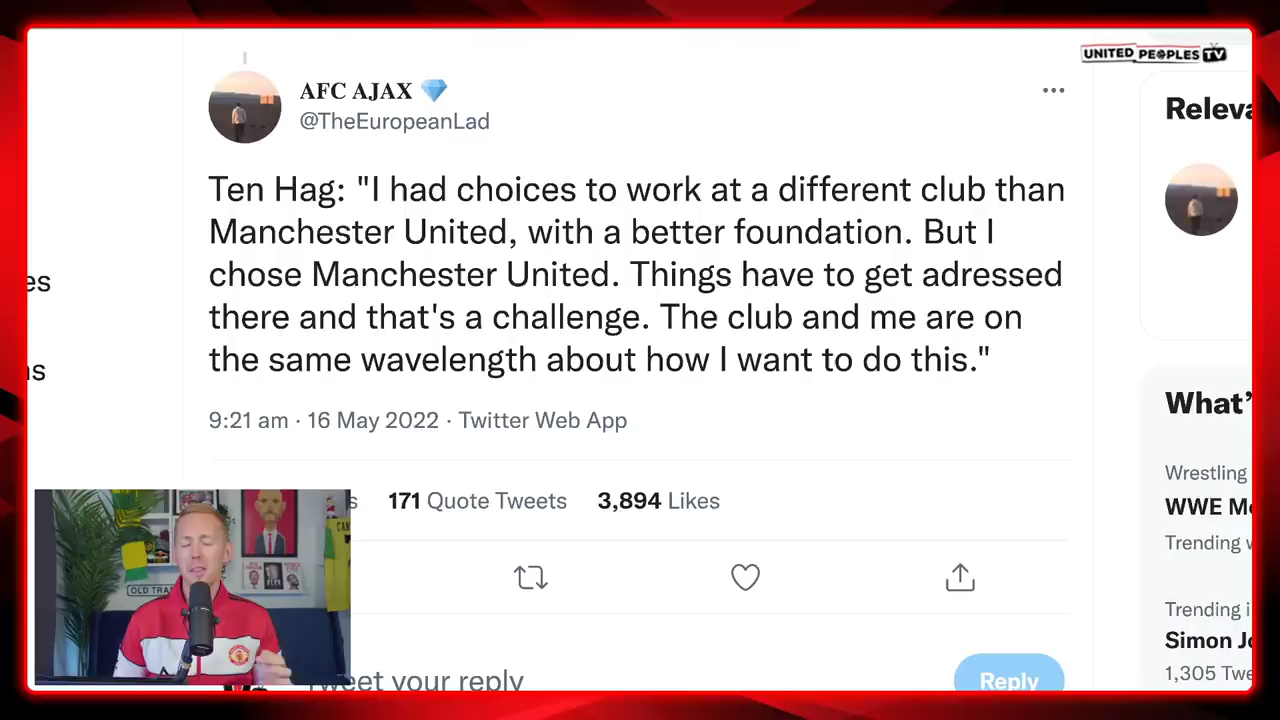 UNITED PEOPLES TV
AFC AJAX
@TheEuropeanLad
Ten Hag: "I had choices to work at a different club than
Manchester United, with a better foundation. But I
chose Manchester United. Things have to get adressed
there and that's a challenge. The club and me are on
the same wavelength about how I want to do this."
9:21 am · 16 May 2022 · Twitter Web App
171 Quote Tweets 3,894 Likes
Tweet your reply
Reply
es
ns
Releva
What'
Wrestling
WWE Mo
Trending w
Trending i
Simon Jo
1,305 Twe
OLD TRA
CAN